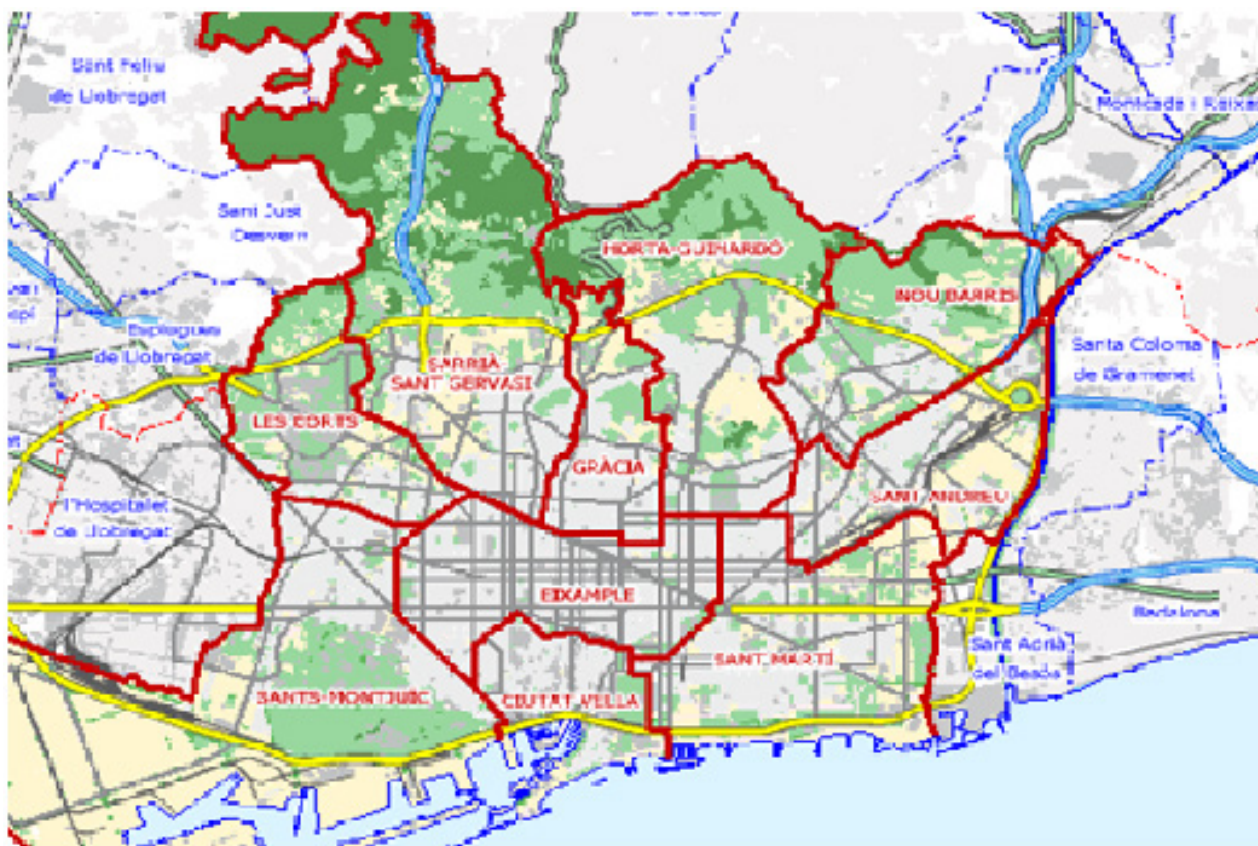 Sant Feliu
de Llobregat
Montcada i Reixac
Sant Just
Desvern
HORTA-GUINARDÓ
NOU BARRIS
Esplugues
de Llobregat
Santa Coloma
de Gramenet
SARRIÀ-
SANT GERVASI
LES CORTS
GRÀCIA
SANT ANDREU
l'Hospitalet
de Llobregat
EIXAMPLE
Badalona
Sant Adrià
del Besòs
SANT MARTÍ
SANTS-MONTJUIC
CIUTAT VELLA